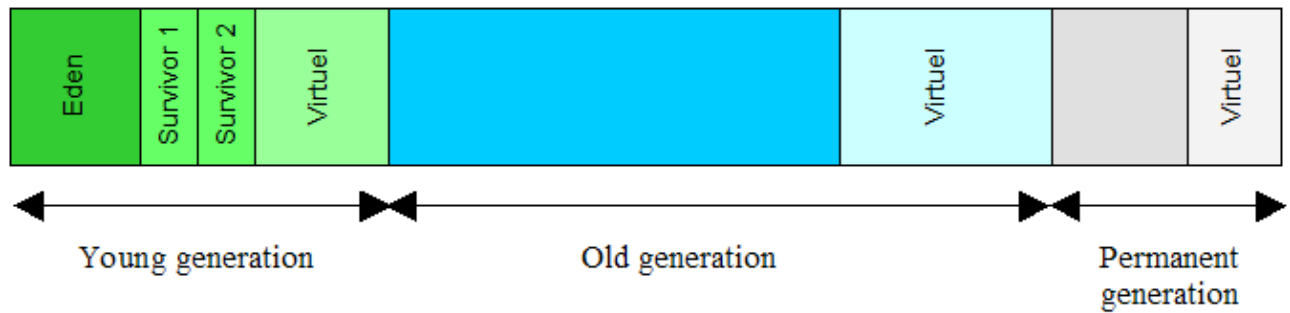 Eden
Survivor 1
Survivor 2
Virtuel
Virtuel
Virtuel
Young generation
Old generation
Permanent
generation